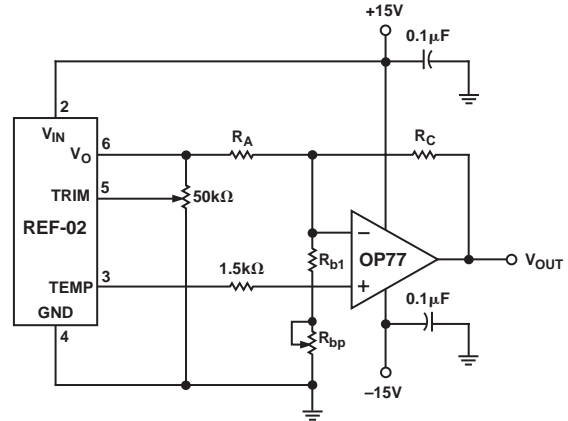 +15V
0.1μF
2
VIN
VO
6
RA
RC
TRIM
5
50kΩ
REF-02
TEMP
3
1.5kΩ
Rb1
−
+
OP77
VOUT
GND
4
Rbp
0.1μF
–15V